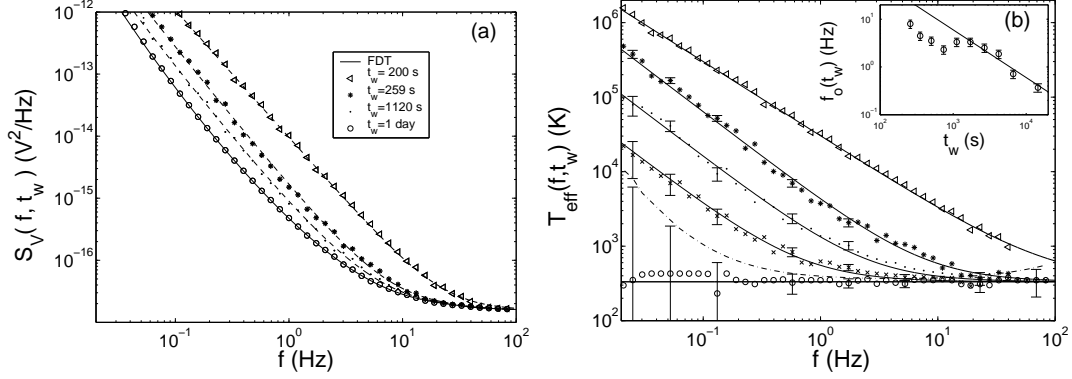 (a)
S_V( f, t_w ) (V^2/Hz)
10^-12
10^-13
10^-14
10^-15
10^-16
FDT
t_w= 200 s
t_w= 259 s
t_w=1120 s
t_w=1 day
10^-1
10^0
10^1
10^2
f (Hz)
(b)
T_eff(f,t_w) (K)
10^6
10^5
10^4
10^3
10^2
10^-1
10^0
10^1
10^2
f (Hz)
f_o(t_w) (Hz)
10^1
10^0
10^-1
10^2
10^3
10^4
t_w (s)